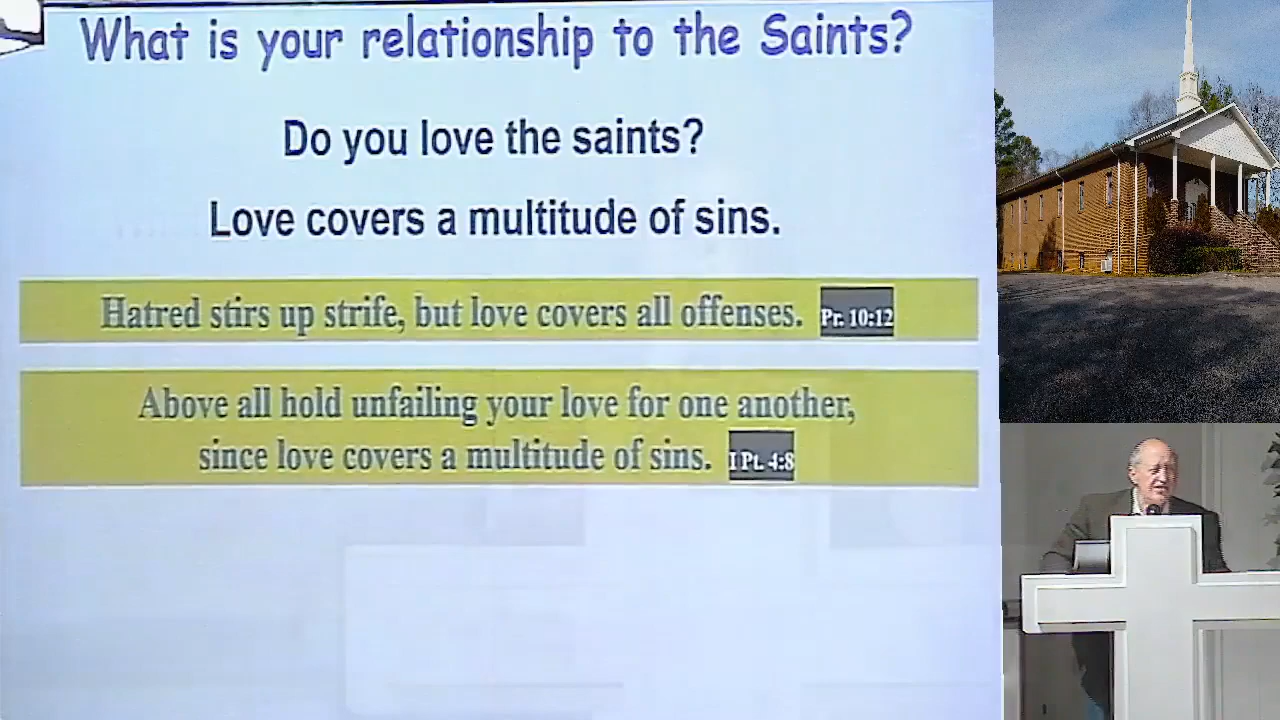 What is your relationship to the Saints?
Do you love the saints?
Love covers a multitude of sins.
Hatred stirs up strife, but love covers all offenses. Pr. 10:12
Above all hold unfailing your love for one another,
since love covers a multitude of sins. I Pt. 4:8